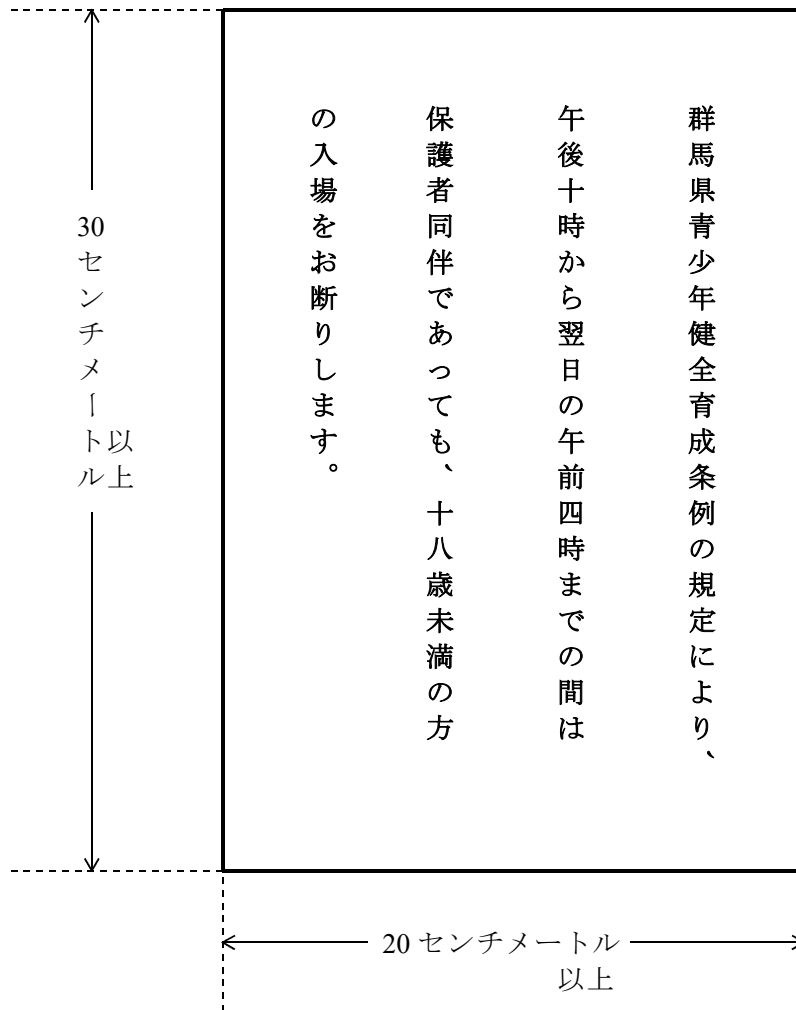 群馬県青少年健全育成条例の規定により、
午後十時から翌日の午前四時までの間は
保護者同伴であっても、十八歳未満の方
の入場をお断りします。
30センチメートル
以上
20センチメートル
以上